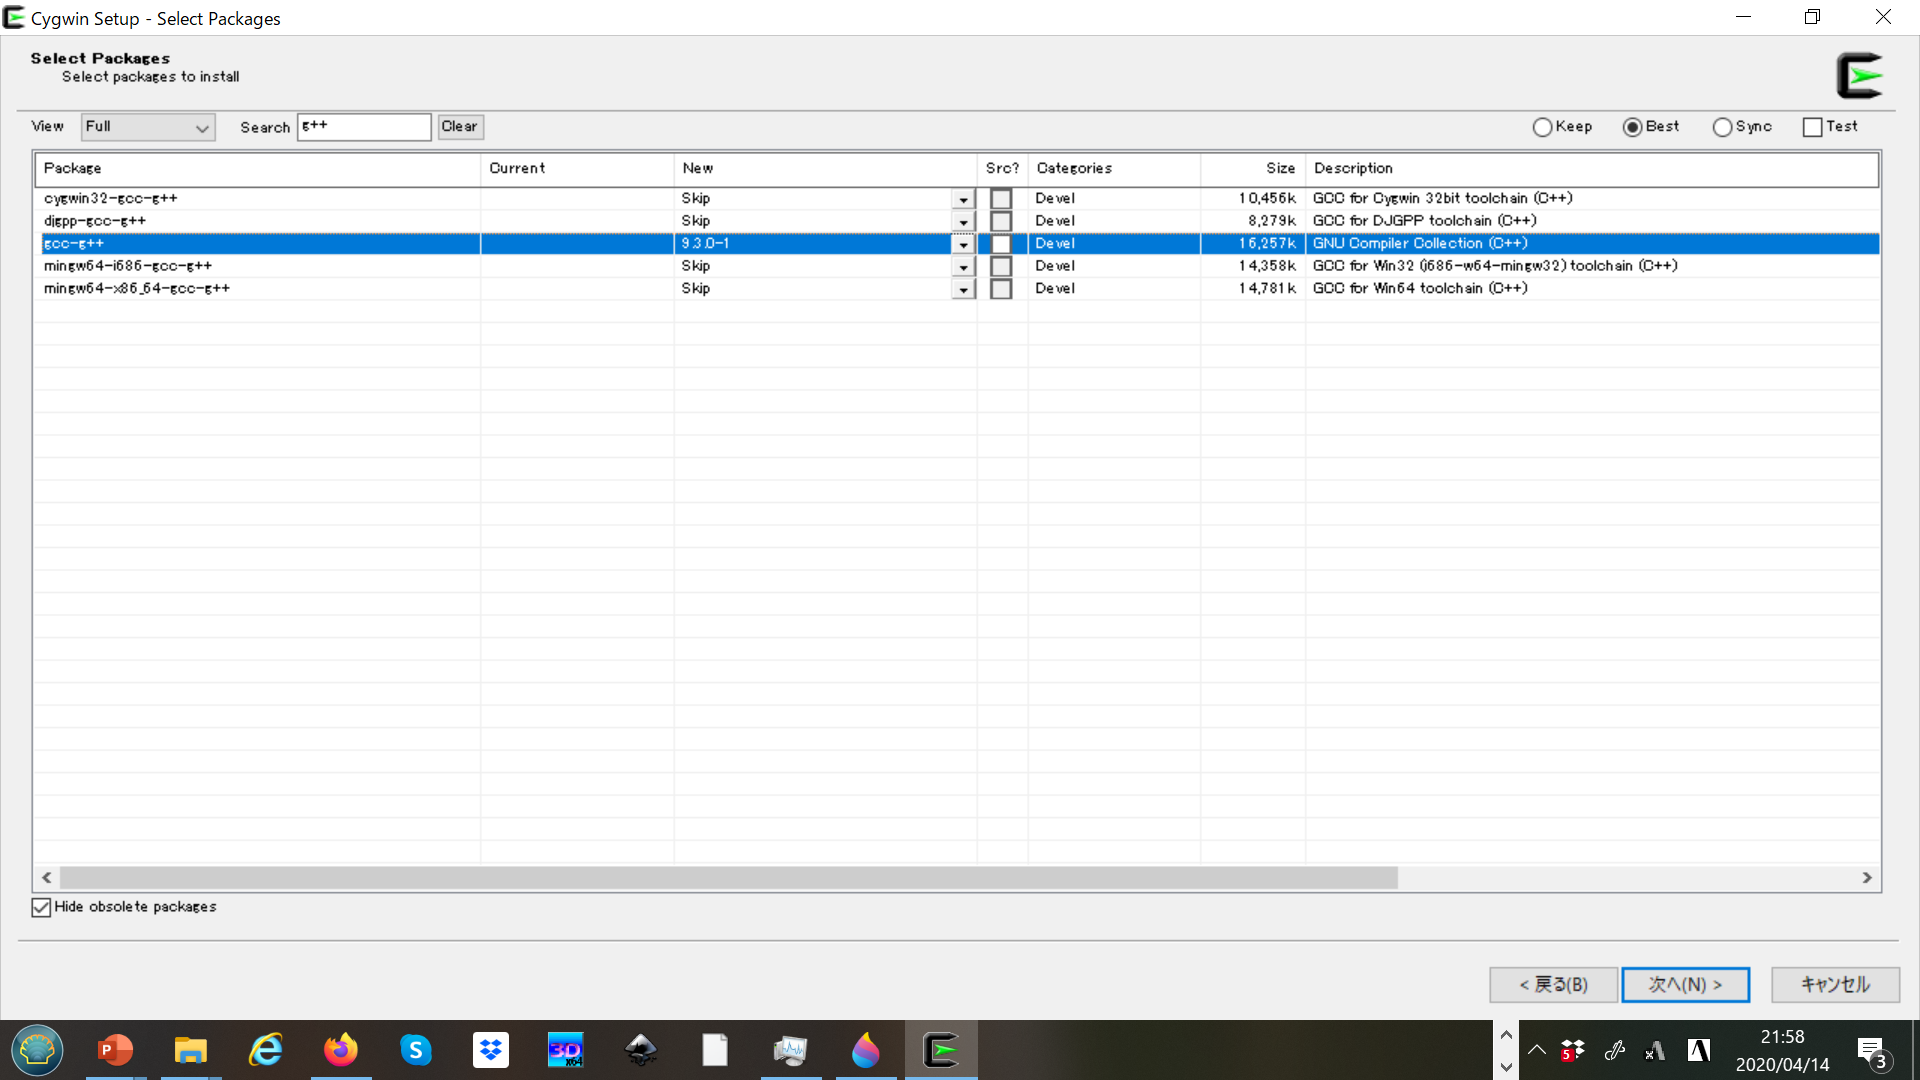 Cygwin Setup - Select Packages
Select Packages
Select packages to install
View Full Search g++ Clear Keep Best Sync Test
Package Current New Src? Categories Size Description
cygwin32-gcc-g++ Skip Devel 10,456k GCC for Cygwin 32bit toolchain (C++)
djgpp-gcc-g++ Skip Devel 8,279k GCC for DJGPP toolchain (C++)
gcc-g++ 9.3.0-1 Devel 16,257k GNU Compiler Collection (C++)
mingw64-i686-gcc-g++ Skip Devel 14,358k GCC for Win32 (i686-w64-mingw32) toolchain (C++)
mingw64-x86_64-gcc-g++ Skip Devel 14,781k GCC for Win64 toolchain (C++)
Hide obsolete packages
< 戻る(B) 次へ(N) > キャンセル
P S 3D x64 5 xA A 21:58
2020/04/14 3